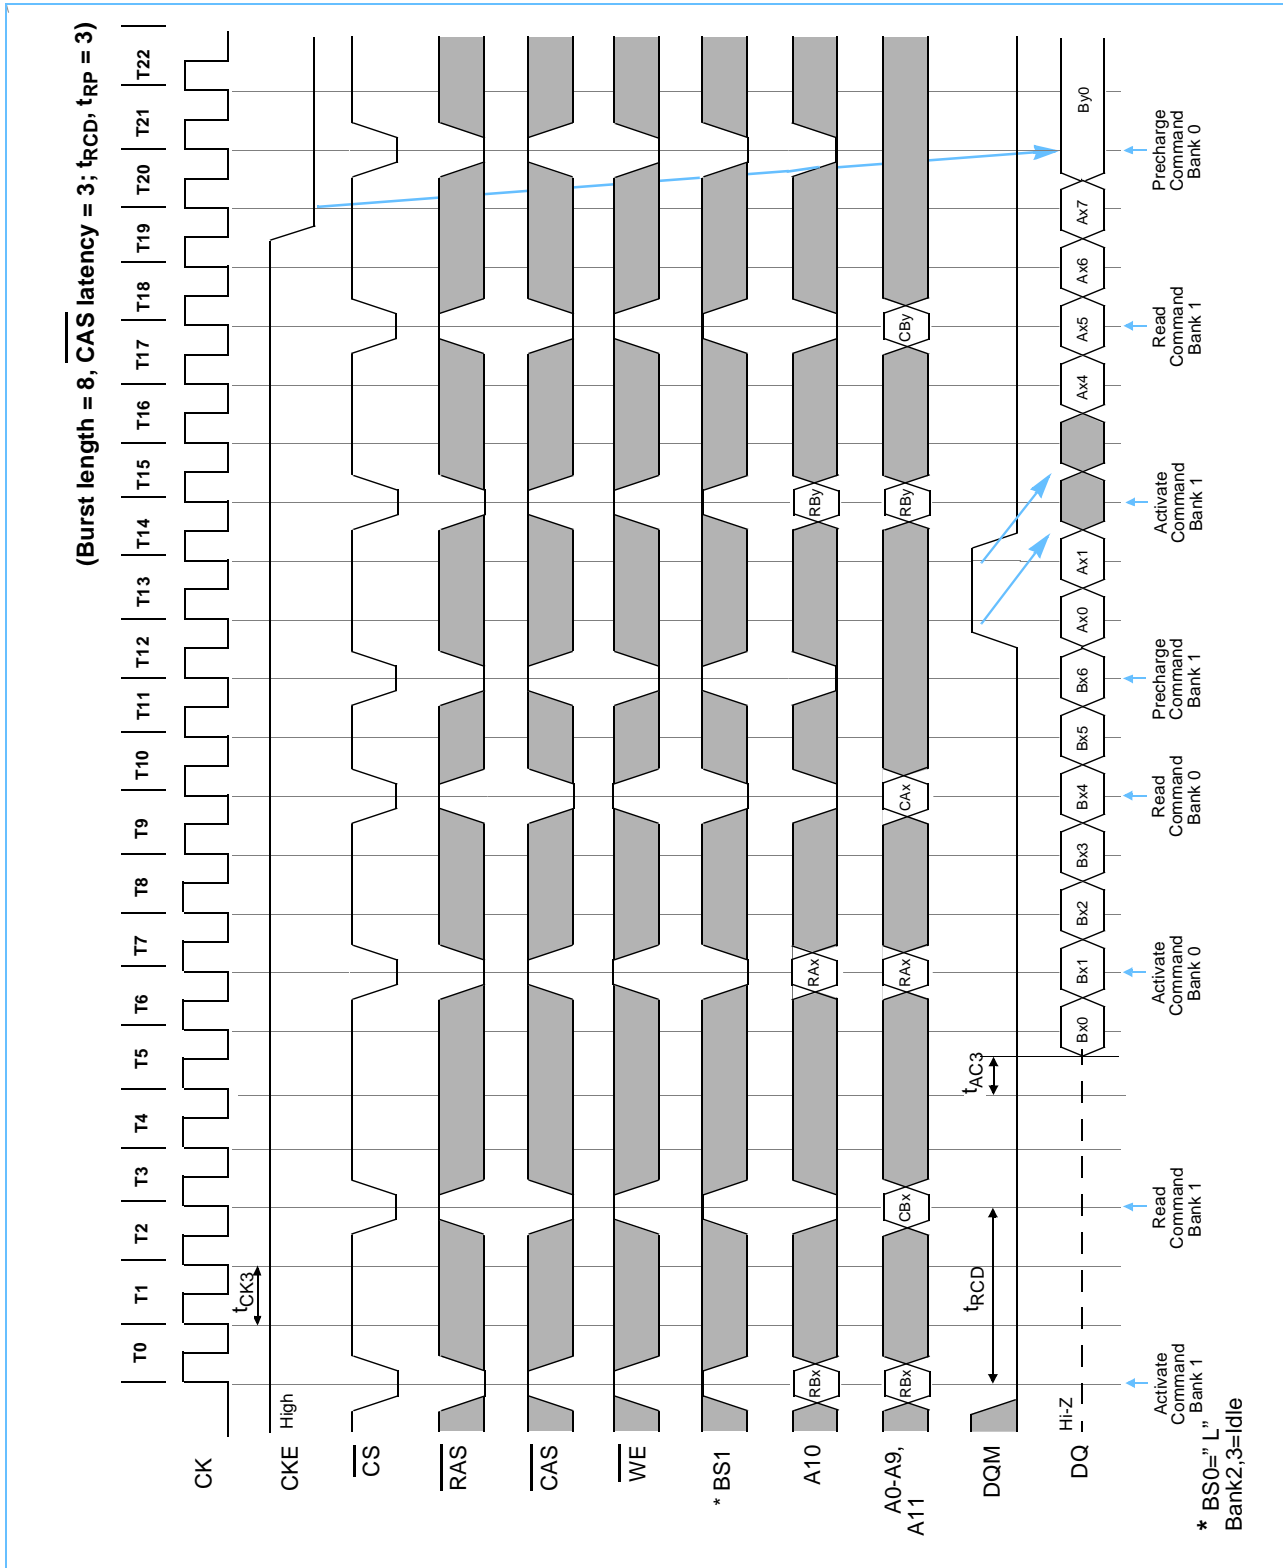 (Burst length = 8, CAS latency = 3; tRCD, tRP = 3)
T0 T1 T2 T3 T4 T5 T6 T7 T8 T9 T10 T11 T12 T13 T14 T15 T16 T17 T18 T19 T20 T21 T22
CK
tCK3
CKE
High
CS
RAS
CAS
WE
* BS1
A10
RBx RAx RBy
A0-A9,
A11
RBx CBx RAx CAx RBy CBy
DQM
tRCD
tAC3
DQ
Hi-Z
Bx0 Bx1 Bx2 Bx3 Bx4 Bx5 Bx6 Ax0 Ax1 Ax4 Ax5 Ax6 Ax7 By0
Activate
Command
Bank 1
Read
Command
Bank 1
Activate
Command
Bank 0
Read
Command
Bank 0
Precharge
Command
Bank 1
Activate
Command
Bank 1
Read
Command
Bank 1
Precharge
Command
Bank 0
* BS0=" L"
Bank2,3=Idle